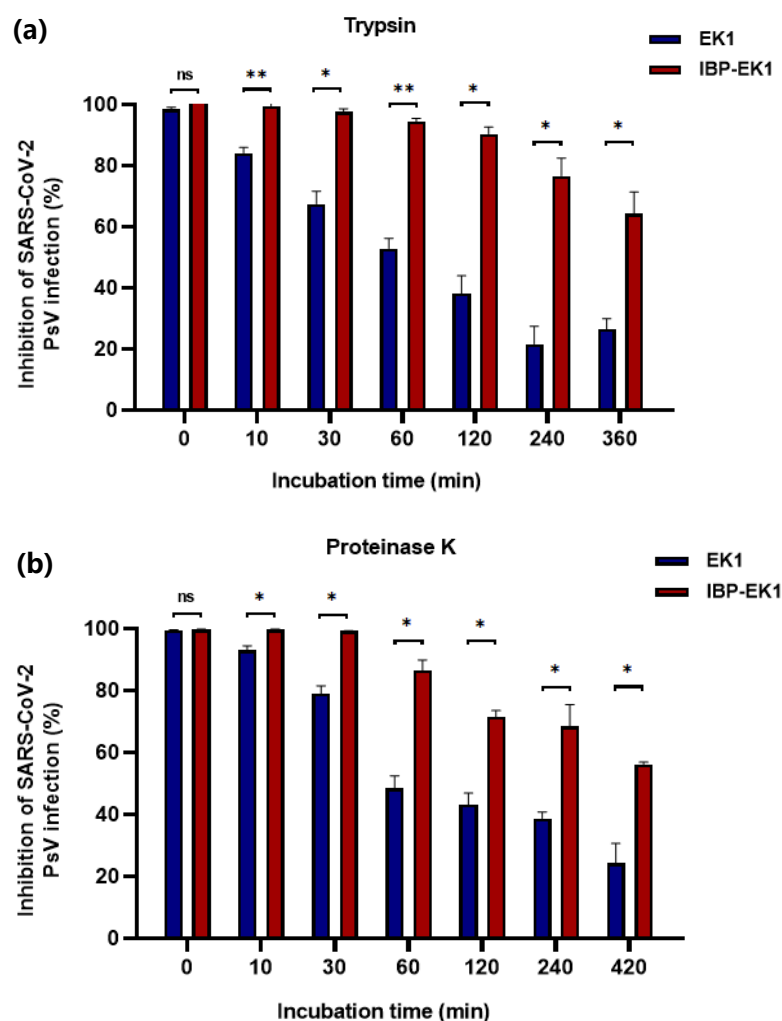 (a)
Trypsin
EK1
IBP-EK1
ns
**
*
**
*
*
*
100
80
60
40
20
0
Inhibition of SARS-CoV-2
PsV infection (%)
0 10 30 60 120 240 360
Incubation time (min)
(b)
Proteinase K
EK1
IBP-EK1
ns
*
*
*
*
*
*
100
80
60
40
20
0
Inhibition of SARS-CoV-2
PsV infection (%)
0 10 30 60 120 240 420
Incubation time (min)